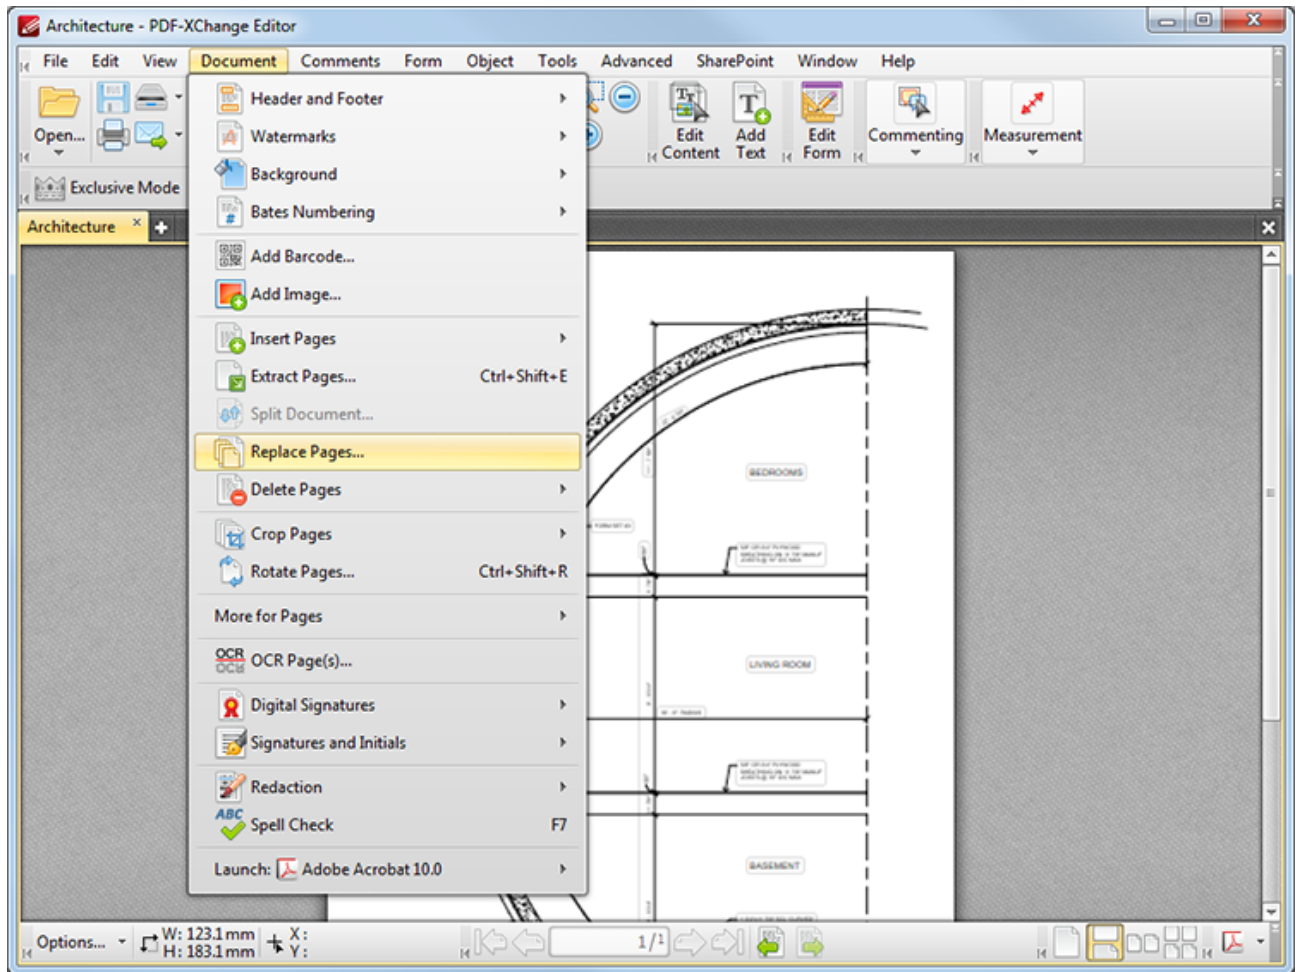 Architecture - PDF-XChange Editor
File Edit View Document Comments Form Object Tools Advanced SharePoint Window Help
Open...
Edit Content
Add Text
Edit Form
Commenting
Measurement
Exclusive Mode
Architecture
Header and Footer
Watermarks
Background
Bates Numbering
Add Barcode...
Add Image...
Insert Pages
Extract Pages... Ctrl+Shift+E
Split Document...
Replace Pages...
Delete Pages
Crop Pages
Rotate Pages... Ctrl+Shift+R
More for Pages
OCR OCR Page(s)...
Digital Signatures
Signatures and Initials
Redaction
ABC
Spell Check F7
Launch: Adobe Acrobat 10.0
BEDROOMS
LIVING ROOM
BASEMENT
Options... W: 123.1 mm X:
H: 183.1 mm Y:
1/1